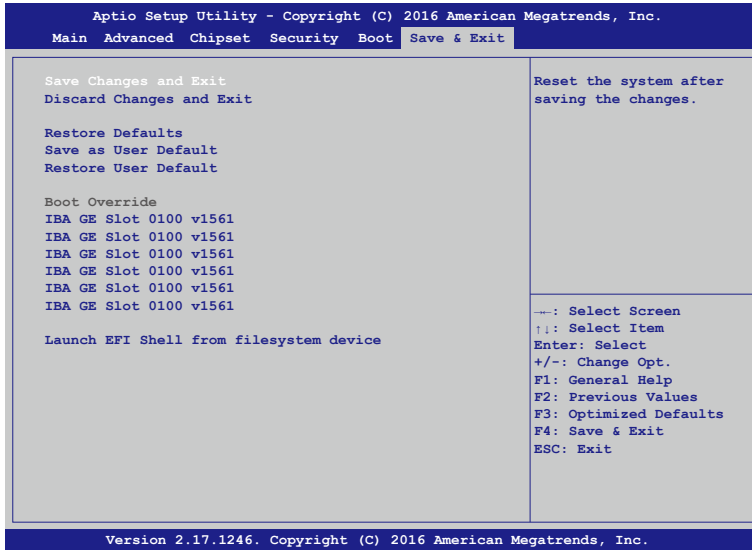 Aptio Setup Utility - Copyright (C) 2016 American Megatrends, Inc.
Main Advanced Chipset Security Boot Save & Exit
Save Changes and Exit
Discard Changes and Exit
Restore Defaults
Save as User Default
Restore User Default
Boot Override
IBA GE Slot 0100 v1561
IBA GE Slot 0100 v1561
IBA GE Slot 0100 v1561
IBA GE Slot 0100 v1561
IBA GE Slot 0100 v1561
IBA GE Slot 0100 v1561
Launch EFI Shell from filesystem device
Reset the system after
saving the changes.
→←: Select Screen
↑↓: Select Item
Enter: Select
+/-: Change Opt.
F1: General Help
F2: Previous Values
F3: Optimized Defaults
F4: Save & Exit
ESC: Exit
Version 2.17.1246. Copyright (C) 2016 American Megatrends, Inc.